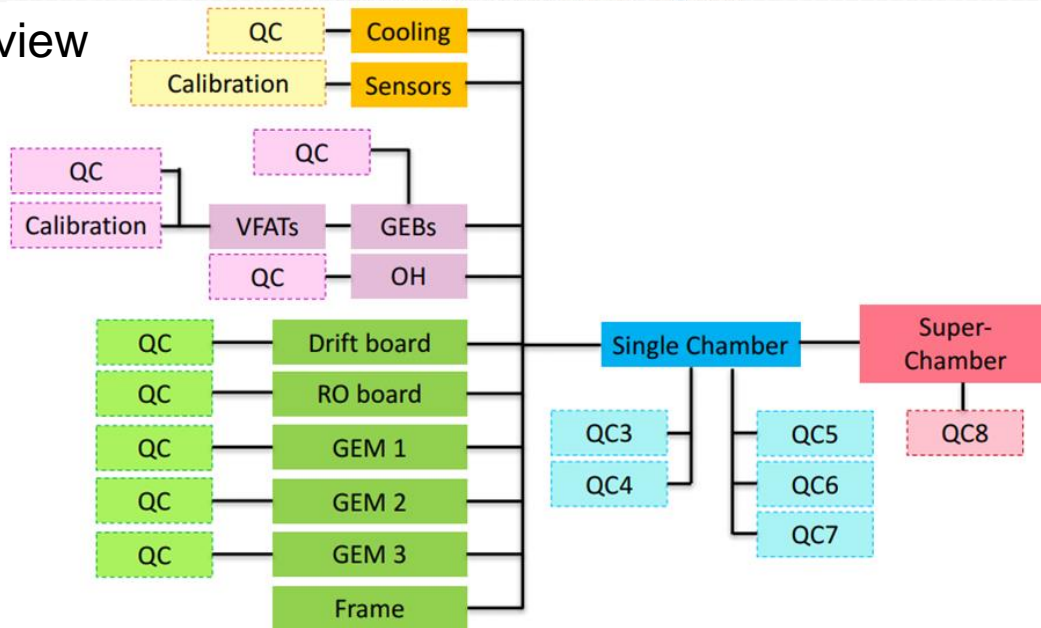 view
QC
Cooling
Calibration
Sensors
QC
QC
Calibration
VFATs
GEBs
QC
OH
QC
Drift board
QC
RO board
QC
GEM 1
QC
GEM 2
QC
GEM 3
Frame
Single Chamber
Super-
Chamber
QC3
QC4
QC5
QC6
QC7
QC8